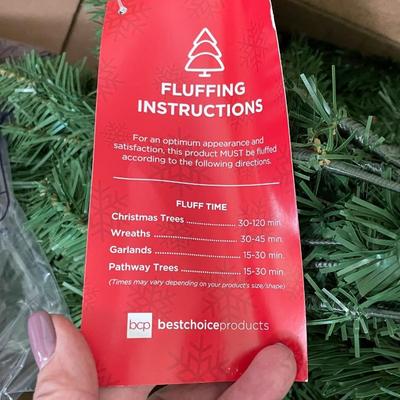 FLUFFING
INSTRUCTIONS
For an optimum appearance and
satisfaction, this product MUST be fluffed
according to the following directions.
FLUFF TIME
Christmas Trees .................... 30-120 min.
Wreaths .................................. 30-45 min.
Garlands ................................. 15-30 min.
Pathway Trees ....................... 15-30 min.
(Times may vary depending on your product's size/shape)
bcp bestchoiceproducts